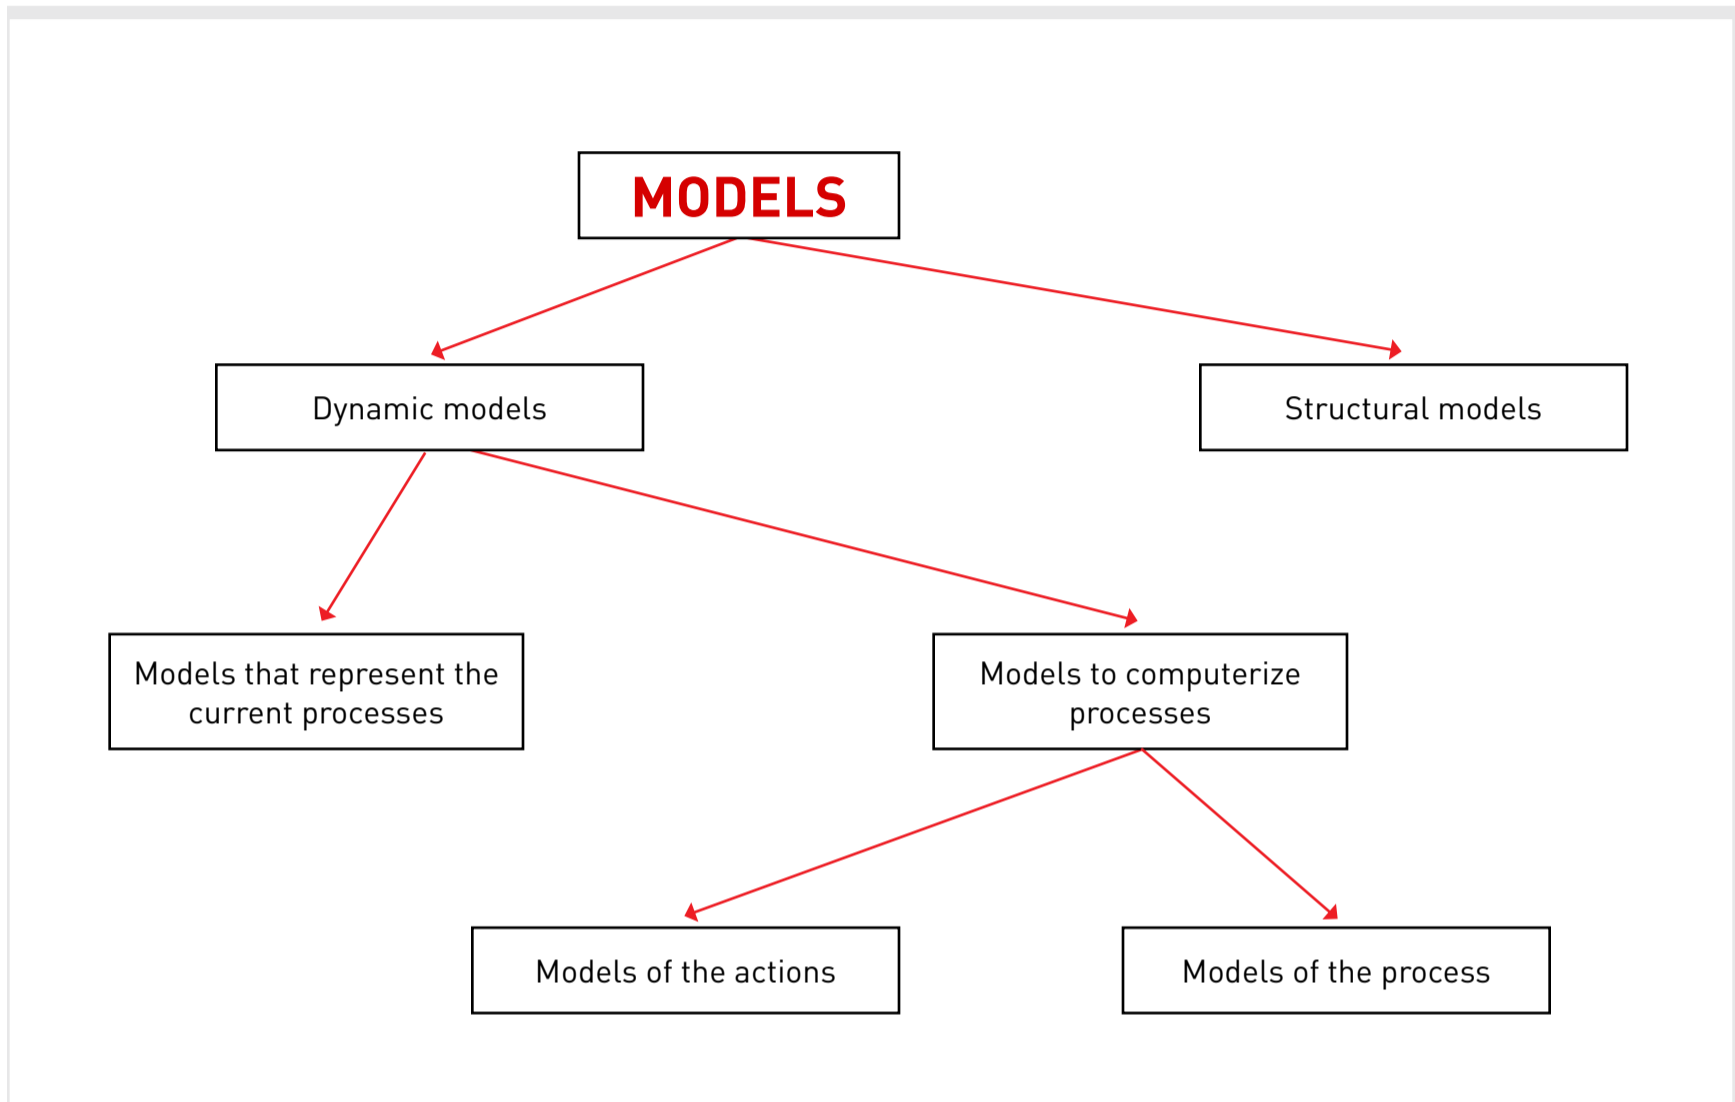 MODELS
Dynamic models
Structural models
Models that represent the
current processes
Models to computerize
processes
Models of the actions
Models of the process